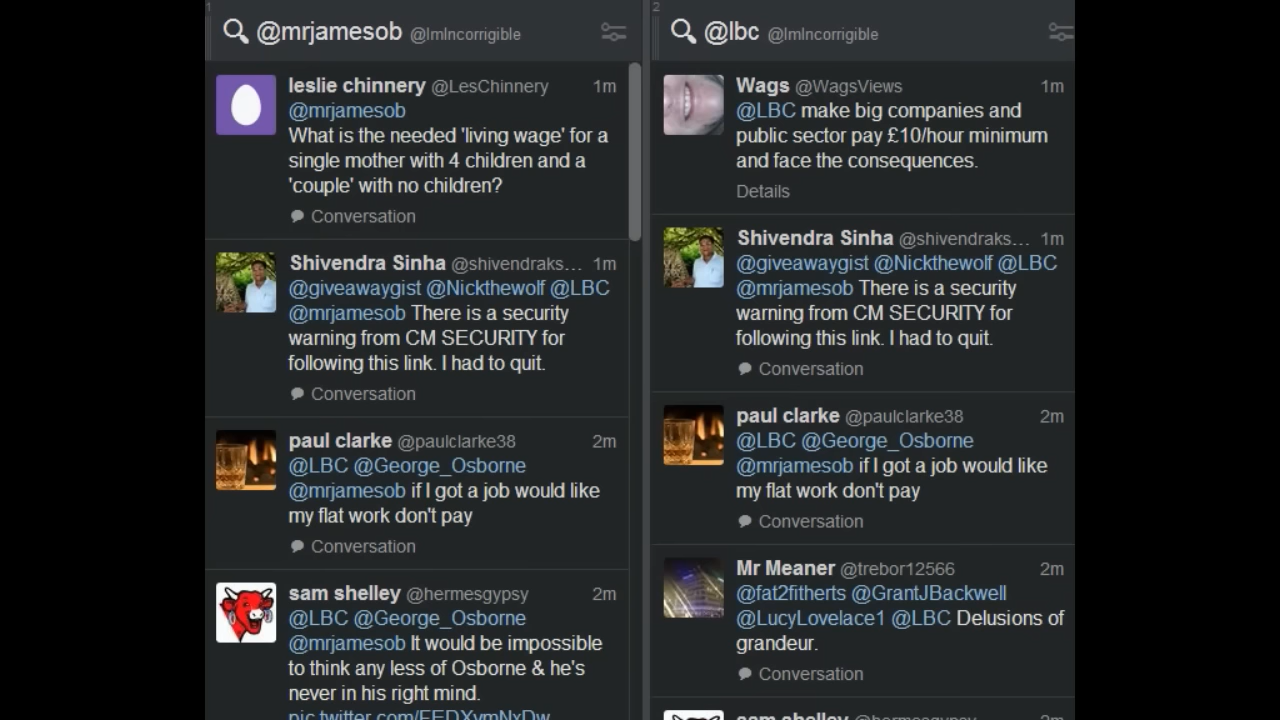 1
@mrjamesob @ImIncorrigible
leslie chinnery @LesChinnery 1m
@mrjamesob
What is the needed 'living wage' for a
single mother with 4 children and a
'couple' with no children?
Conversation
Shivendra Sinha @shivendraks... 1m
@giveawaygist @Nickthewolf @LBC
@mrjamesob There is a security
warning from CM SECURITY for
following this link. I had to quit.
Conversation
paul clarke @paulclarke38 2m
@LBC @George_Osborne
@mrjamesob if I got a job would like
my flat work don't pay
Conversation
sam shelley @hermesgypsy 2m
@LBC @George_Osborne
@mrjamesob It would be impossible
to think any less of Osborne & he's
never in his right mind.
2
@lbc @ImIncorrigible
Wags @WagsViews 1m
@LBC make big companies and
public sector pay £10/hour minimum
and face the consequences.
Details
Shivendra Sinha @shivendraks... 1m
@giveawaygist @Nickthewolf @LBC
@mrjamesob There is a security
warning from CM SECURITY for
following this link. I had to quit.
Conversation
paul clarke @paulclarke38 2m
@LBC @George_Osborne
@mrjamesob if I got a job would like
my flat work don't pay
Conversation
Mr Meaner @trebor12566 2m
@fat2fitherts @GrantJBackwell
@LucyLovelace1 @LBC Delusions of
grandeur.
Conversation
sam shelley @hermesgypsy 2m